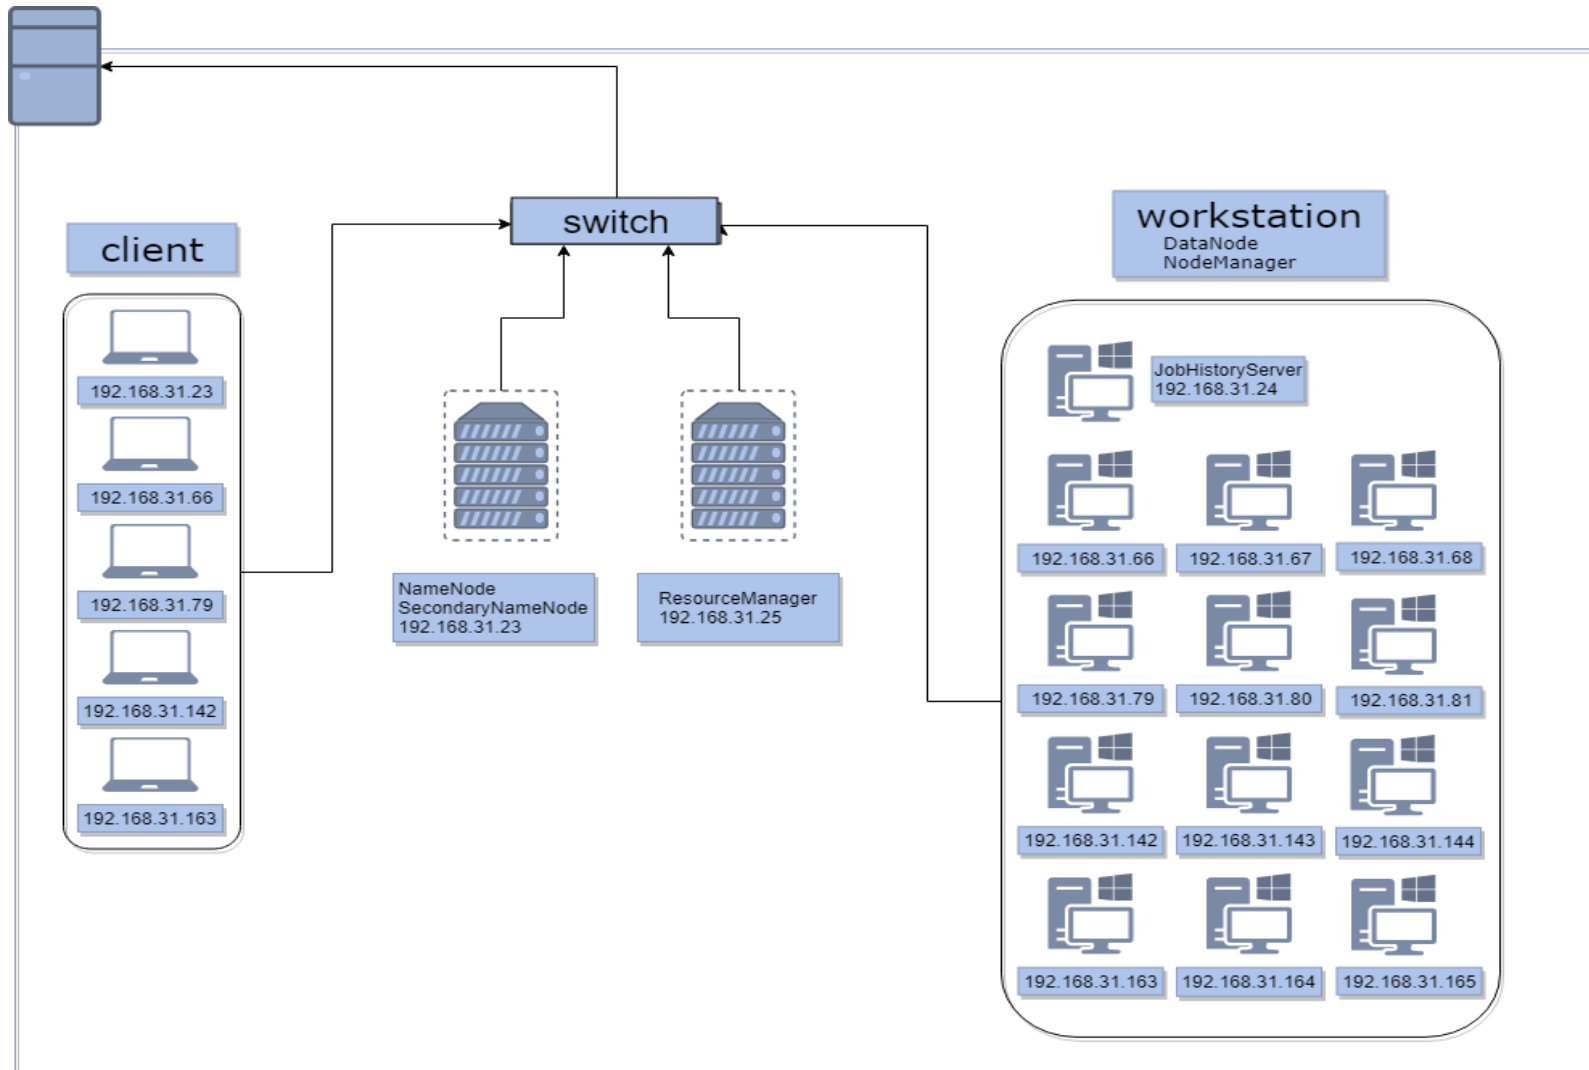 switch
client
192.168.31.23
192.168.31.66
192.168.31.79
192.168.31.142
192.168.31.163
NameNode
SecondaryNameNode
192.168.31.23
ResourceManager
192.168.31.25
workstation
DataNode
NodeManager
JobHistoryServer
192.168.31.24
192.168.31.66
192.168.31.67
192.168.31.68
192.168.31.79
192.168.31.80
192.168.31.81
192.168.31.142
192.168.31.143
192.168.31.144
192.168.31.163
192.168.31.164
192.168.31.165